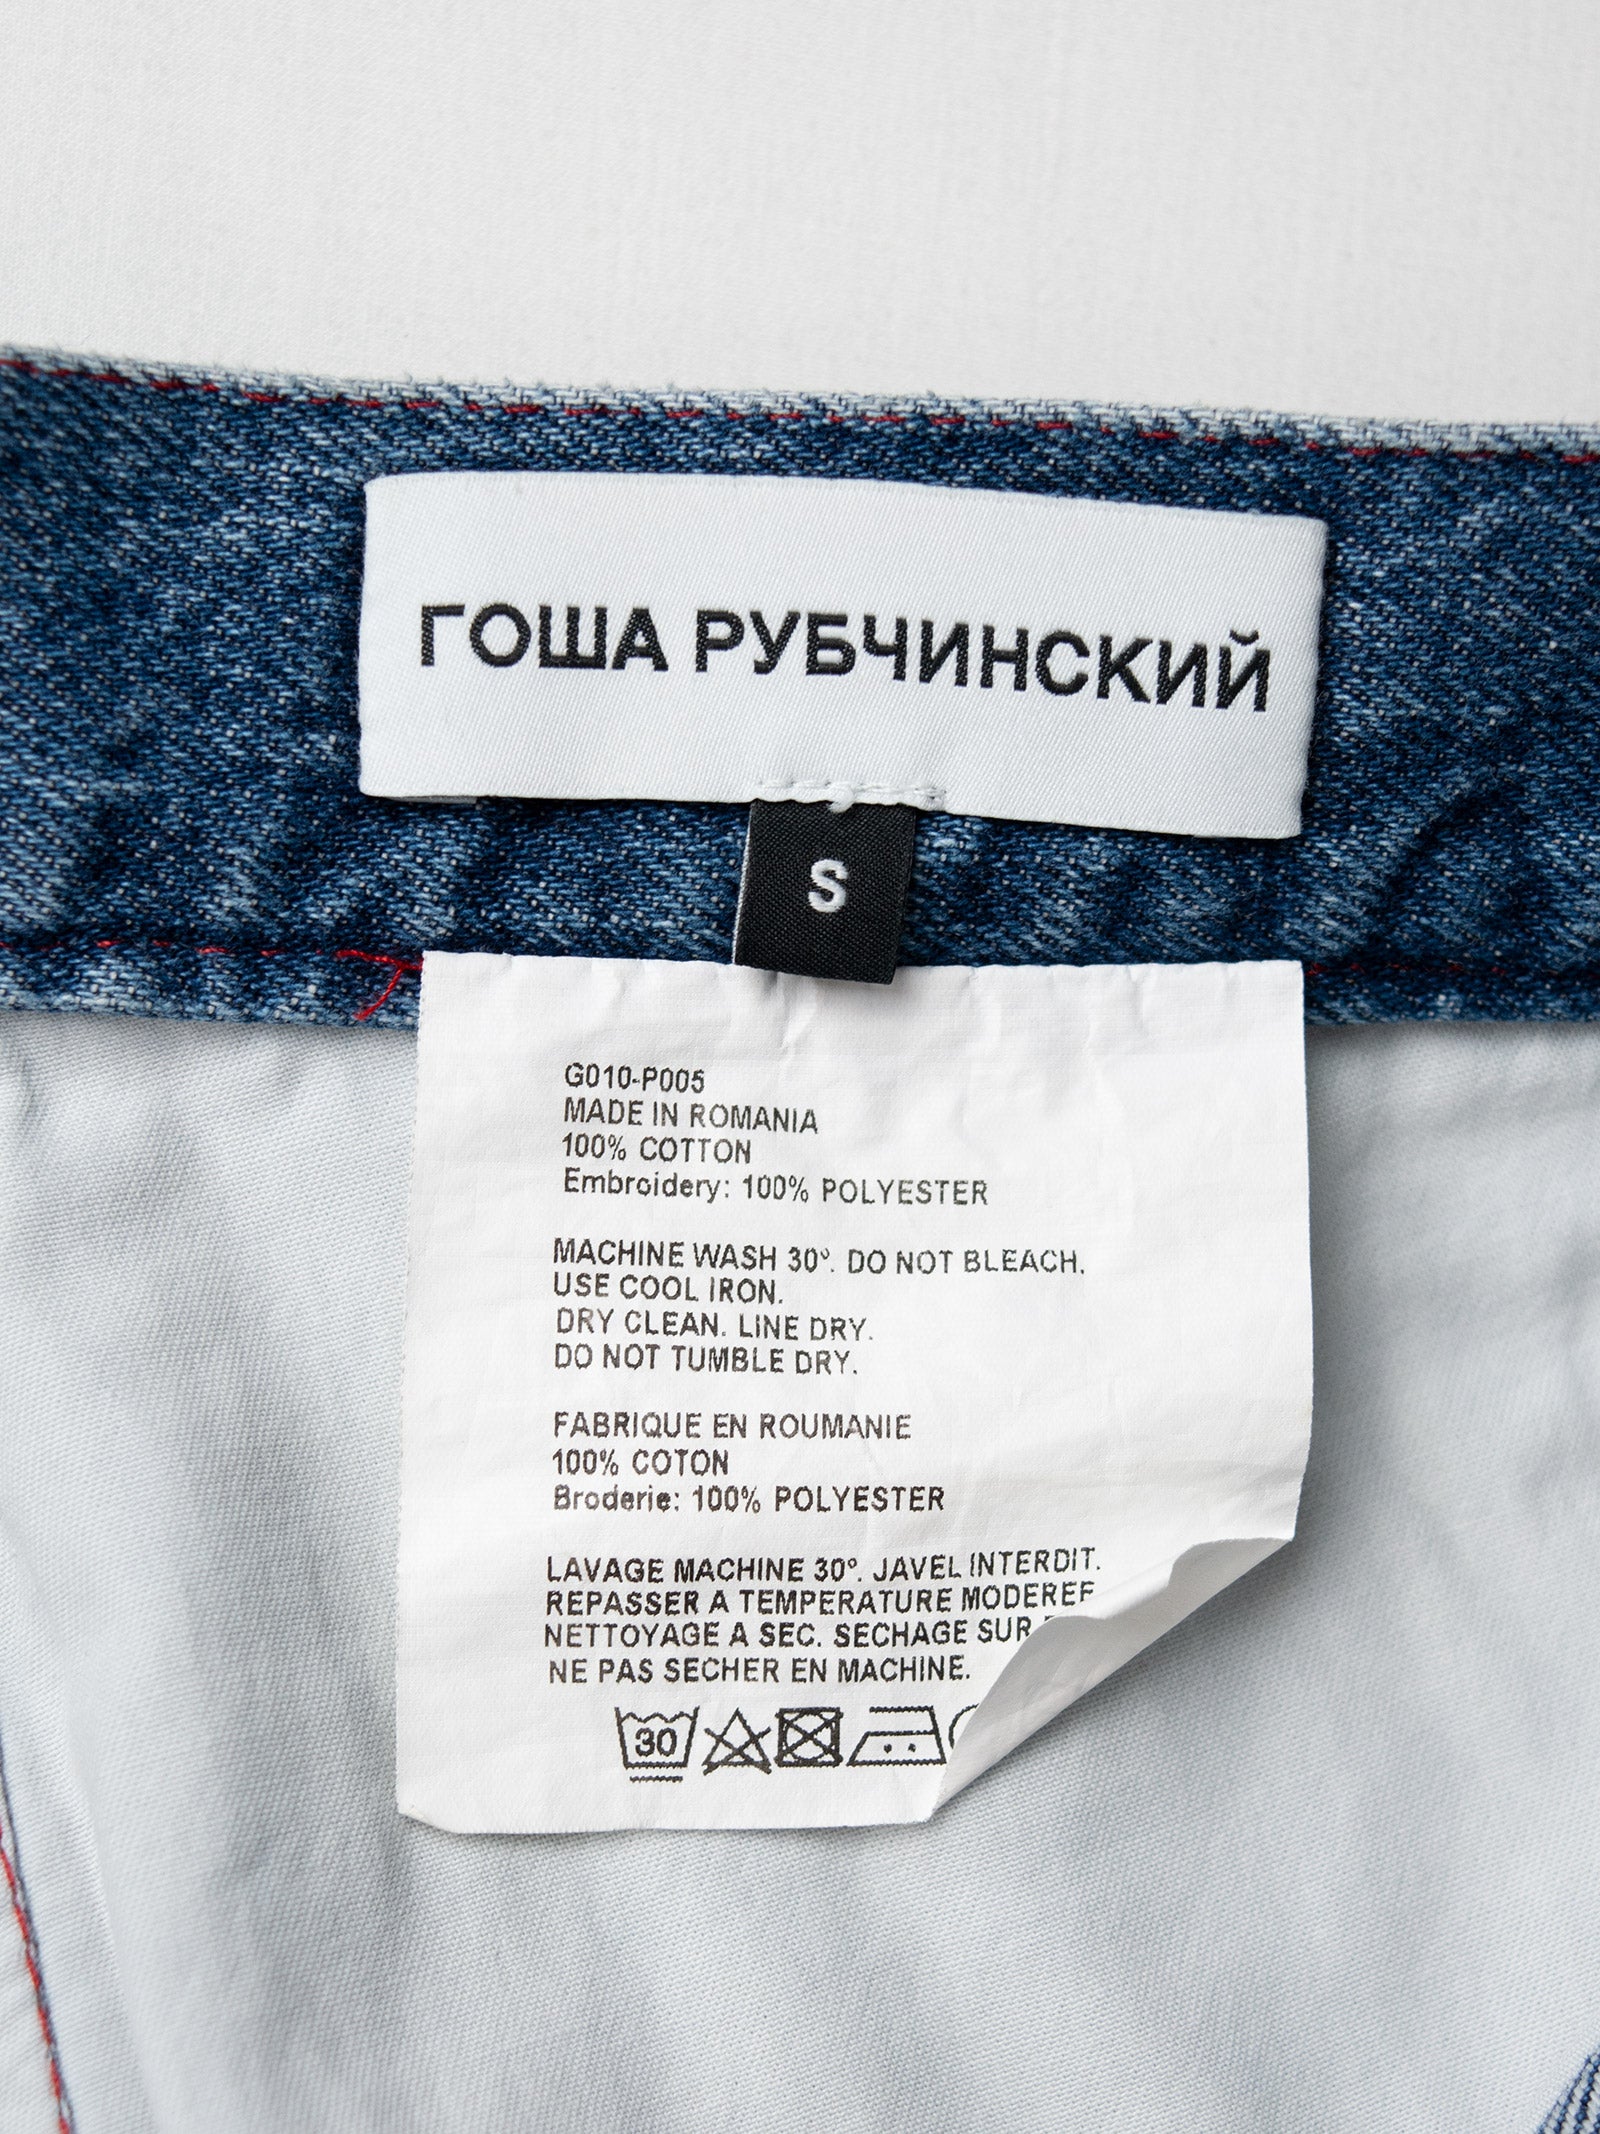 ГОША РУБЧИНСКИЙ
S
G010-P005
MADE IN ROMANIA
100% COTTON
Embroidery: 100% POLYESTER
MACHINE WASH 30°. DO NOT BLEACH.
USE COOL IRON.
DRY CLEAN. LINE DRY.
DO NOT TUMBLE DRY.
FABRIQUE EN ROUMANIE
100% COTON
Broderie: 100% POLYESTER
LAVAGE MACHINE 30°. JAVEL INTERDIT.
REPASSER A TEMPERATURE MODEREE
NETTOYAGE A SEC. SECHAGE SUR
NE PAS SECHER EN MACHINE.
30